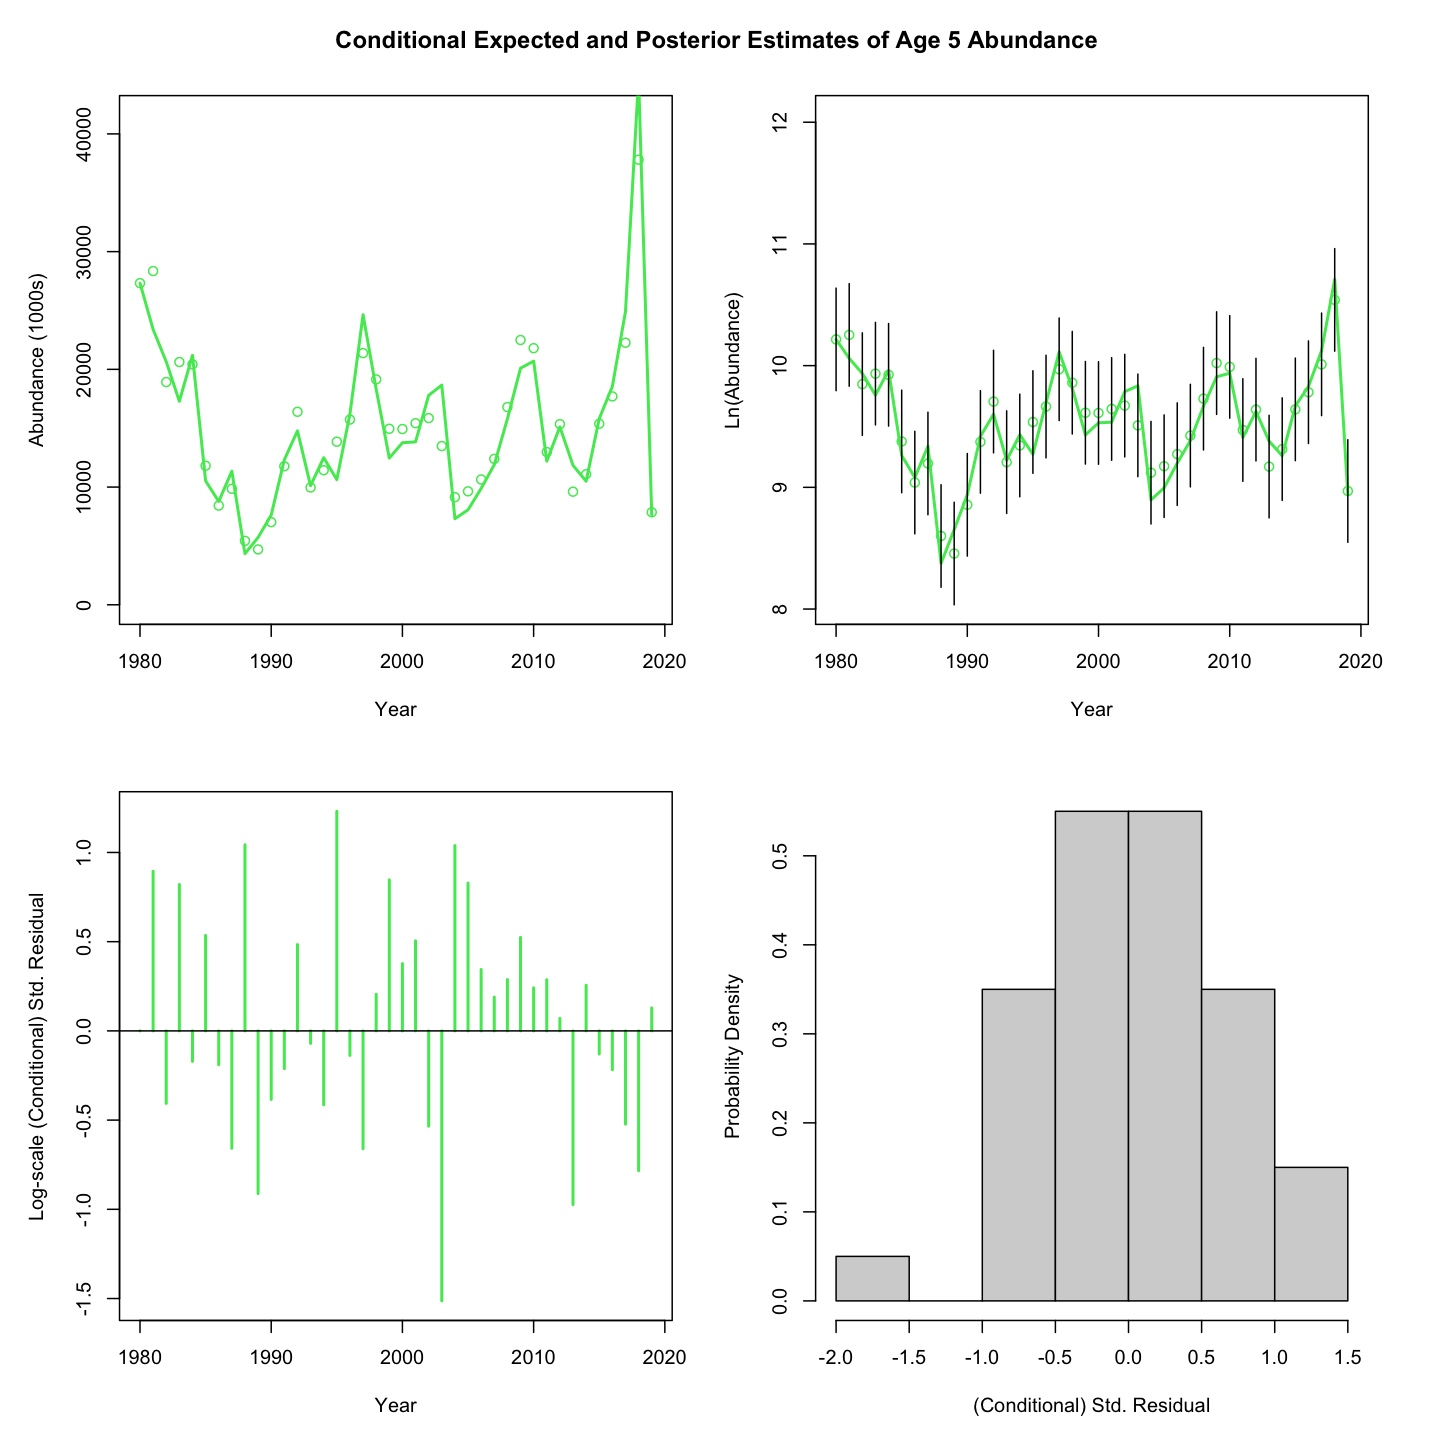 Conditional Expected and Posterior Estimates of Age 5 Abundance
Abundance (1000s)
40000
30000
20000
10000
0
1980 1990 2000 2010 2020
Year
Ln(Abundance)
12
11
10
9
8
1980 1990 2000 2010 2020
Year
Log-scale (Conditional) Std. Residual
1.0
0.5
0.0
-0.5
-1.0
-1.5
1980 1990 2000 2010 2020
Year
Probability Density
0.5
0.4
0.3
0.2
0.1
0.0
-2.0 -1.5 -1.0 -0.5 0.0 0.5 1.0 1.5
(Conditional) Std. Residual